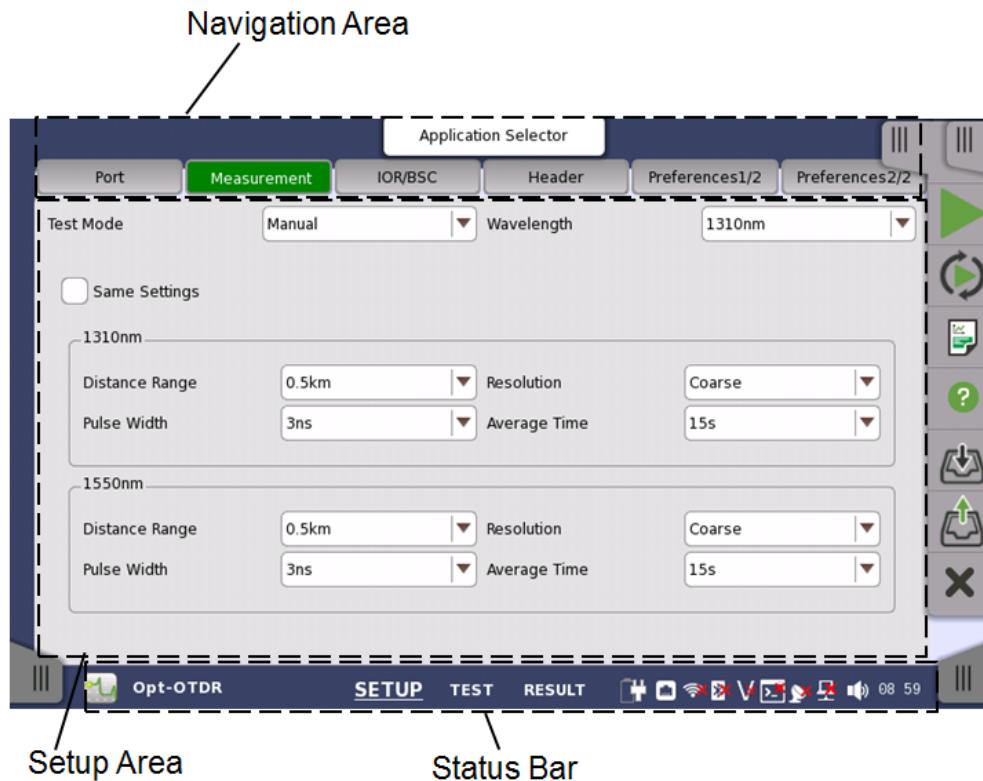 Navigation Area
Application Selector
Port Measurement IOR/BSC Header Preferences1/2 Preferences2/2
Test Mode Manual Wavelength 1310nm
Same Settings
1310nm
Distance Range 0.5km Resolution Coarse
Pulse Width 3ns Average Time 15s
1550nm
Distance Range 0.5km Resolution Coarse
Pulse Width 3ns Average Time 15s
Opt-OTDR SETUP TEST RESULT 08 59
Setup Area Status Bar